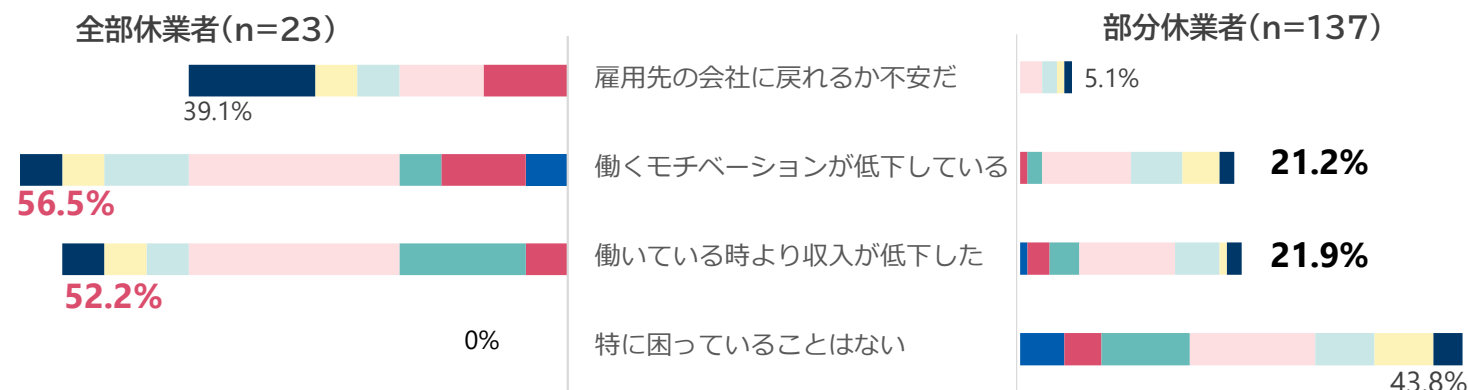 全部休業者(n=23)
部分休業者(n=137)
雇用先の会社に戻れるか不安だ
39.1%
5.1%
働くモチベーションが低下している
56.5%
21.2%
働いている時より収入が低下した
52.2%
21.9%
0%
特に困っていることはない
43.8%